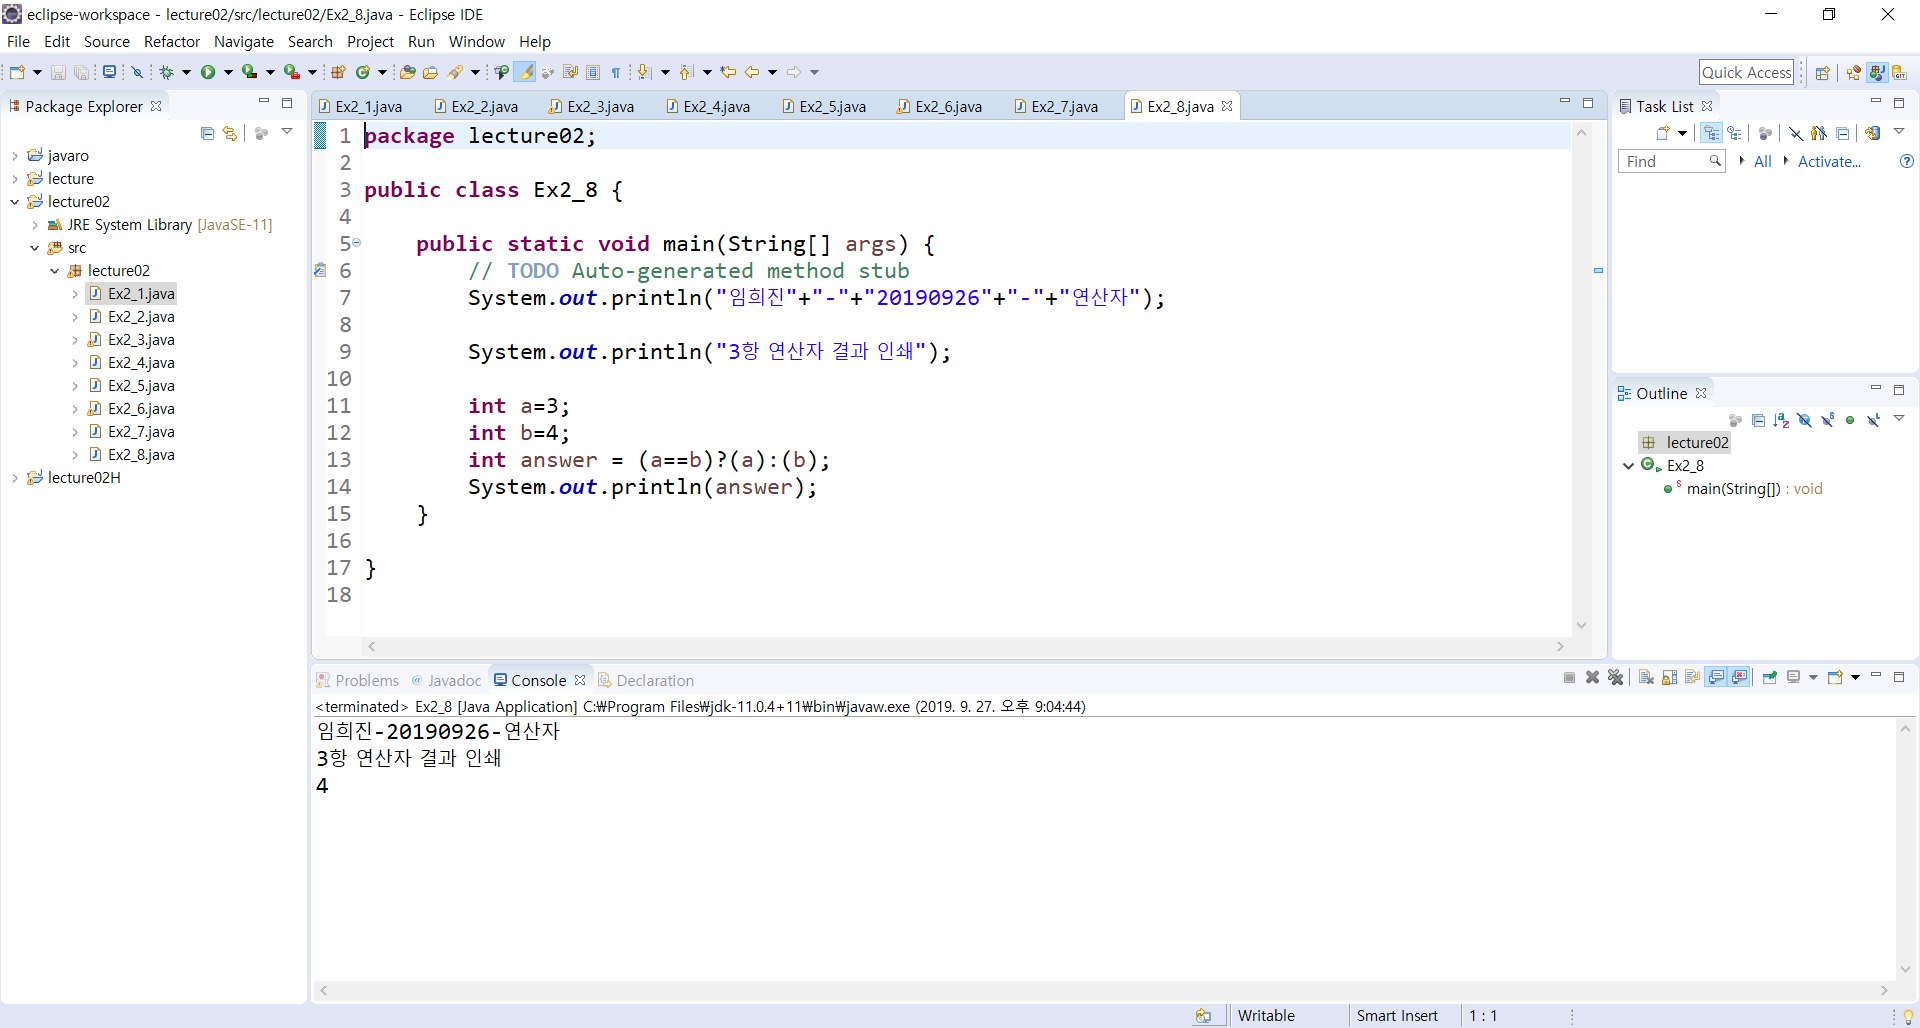 eclipse-workspace - lecture02/src/lecture02/Ex2_8.java - Eclipse IDE
File Edit Source Refactor Navigate Search Project Run Window Help
Quick Access
Package Explorer
javaro
lecture
lecture02
JRE System Library [JavaSE-11]
src
lecture02
Ex2_1.java
Ex2_2.java
Ex2_3.java
Ex2_4.java
Ex2_5.java
Ex2_6.java
Ex2_7.java
Ex2_8.java
lecture02H
Ex2_1.java Ex2_2.java Ex2_3.java Ex2_4.java Ex2_5.java Ex2_6.java Ex2_7.java Ex2_8.java
1 package lecture02;
2
3 public class Ex2_8 {
4
5 public static void main(String[] args) {
6 // TODO Auto-generated method stub
7 System.out.println("임희진"+"-"+"20190926"+"-"+"연산자");
8
9 System.out.println("3항 연산자 결과 인쇄");
10
11 int a=3;
12 int b=4;
13 int answer = (a==b)?(a):(b);
14 System.out.println(answer);
15 }
16
17 }
18
Task List
Find All Activate...
Outline
lecture02
Ex2_8
main(String[]) : void
Problems @ Javadoc Console Declaration
<terminated> Ex2_8 [Java Application] C:₩Program Files₩jdk-11.0.4+11₩bin₩javaw.exe (2019. 9. 27. 오후 9:04:44)
임희진-20190926-연산자
3항 연산자 결과 인쇄
4
Writable Smart Insert 1 : 1